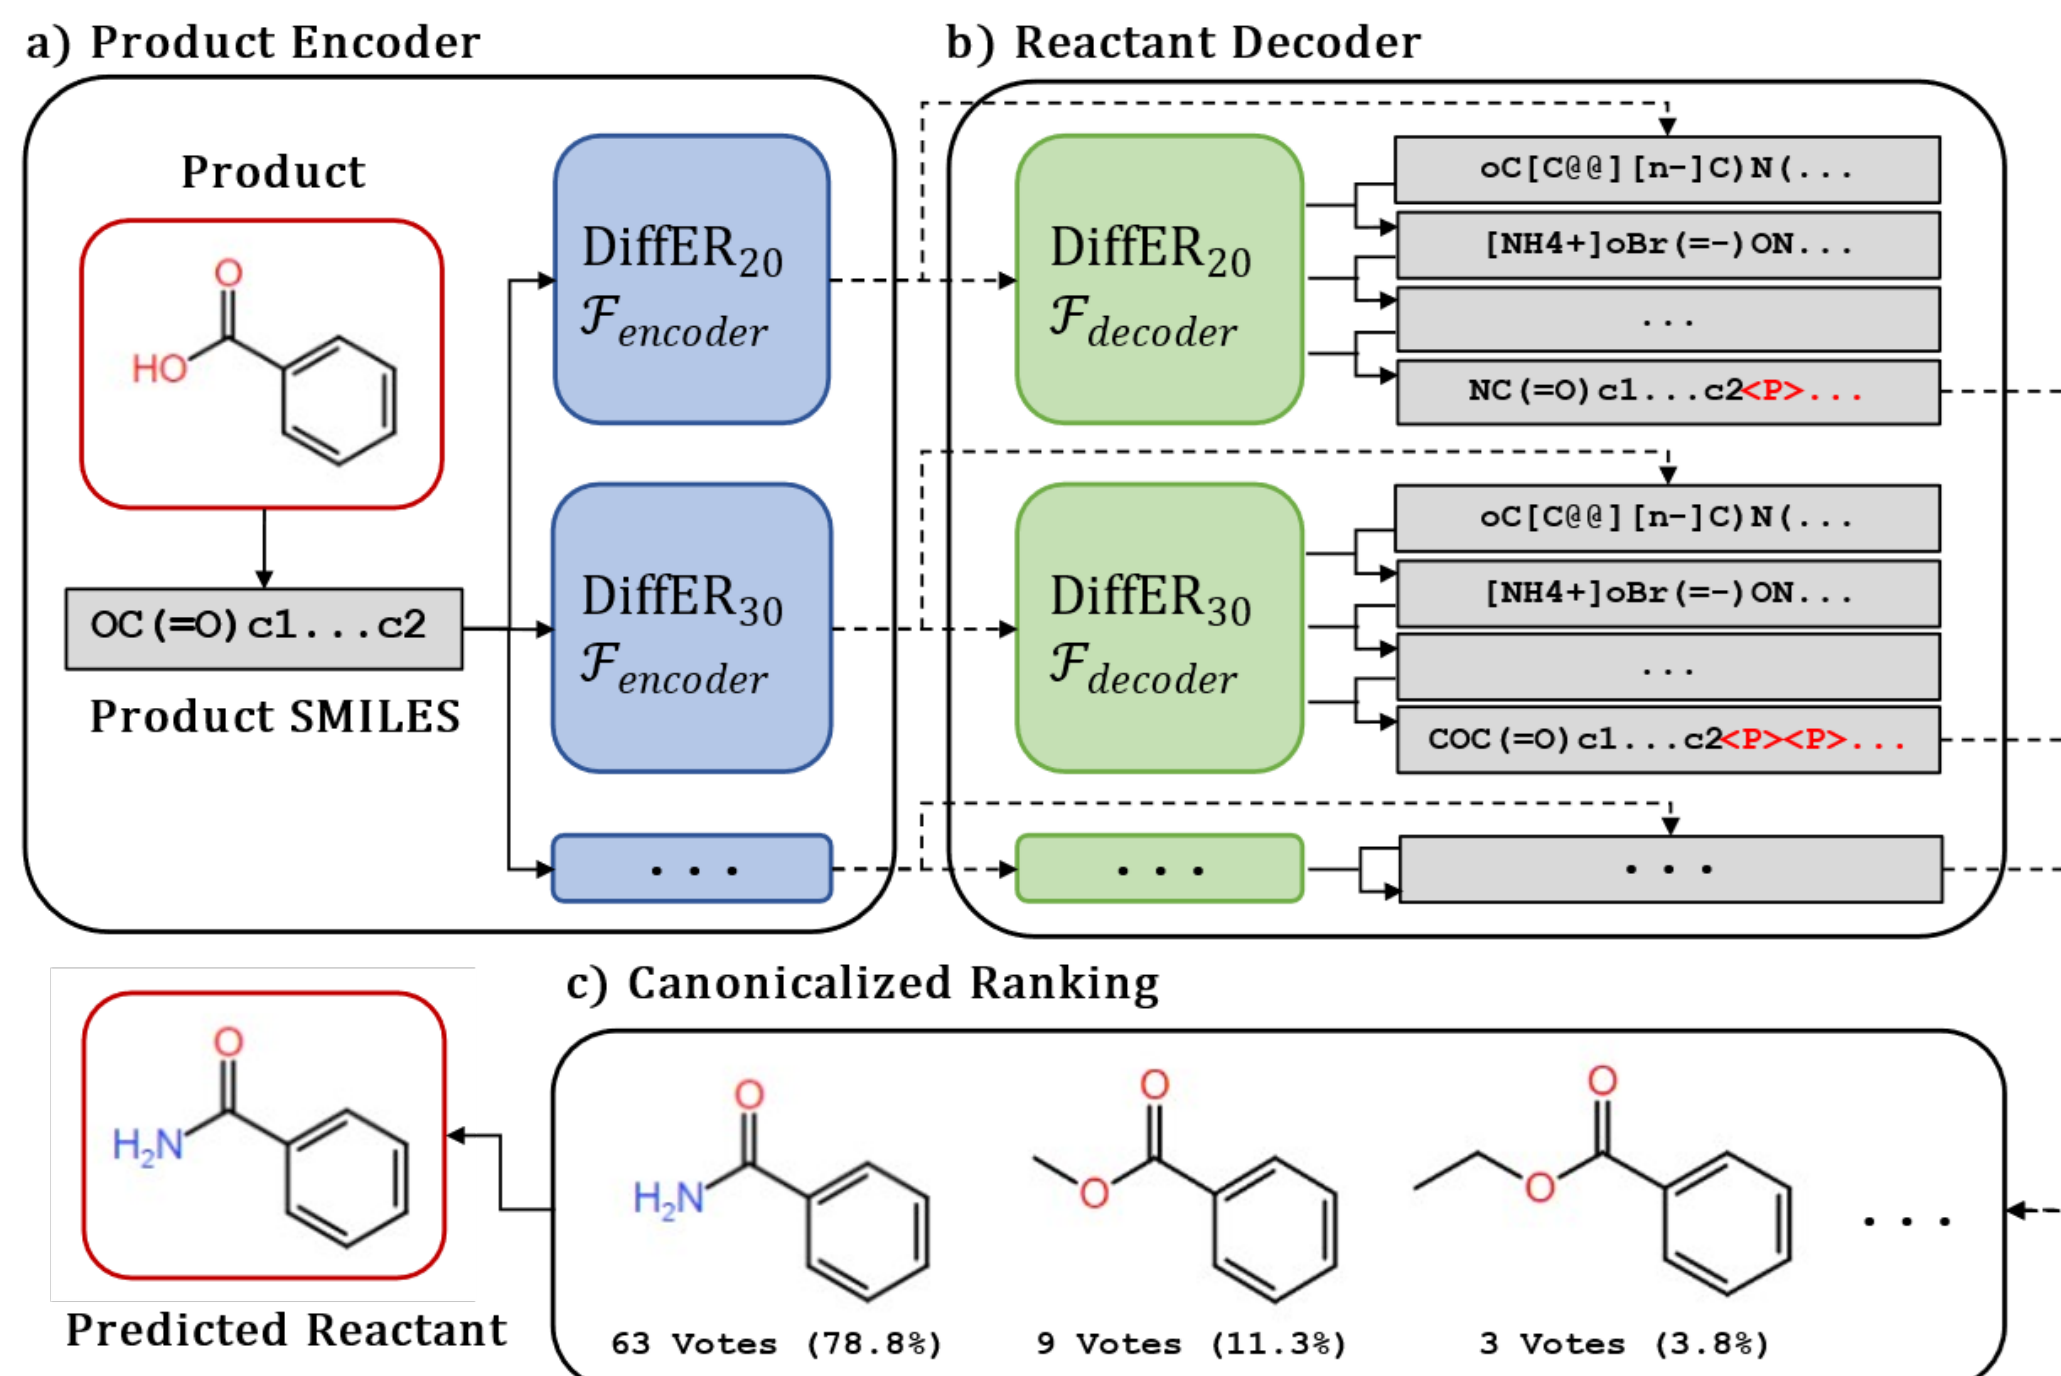 a) Product Encoder
Product
O
HO
OC(=O)c1...c2
Product SMILES
DiffER20
ℱencoder
DiffER30
ℱencoder
...
b) Reactant Decoder
DiffER20
ℱdecoder
oC[C@@][n-]C)N(...
[NH4+]oBr(=-)ON...
...
NC(=O)c1...c2<P>...
DiffER30
ℱdecoder
oC[C@@][n-]C)N(...
[NH4+]oBr(=-)ON...
...
COC(=O)c1...c2<P><P>...
...
...
c) Canonicalized Ranking
O
H2N
63 Votes (78.8%)
O
O
9 Votes (11.3%)
O
O
3 Votes (3.8%)
...
O
H2N
Predicted Reactant